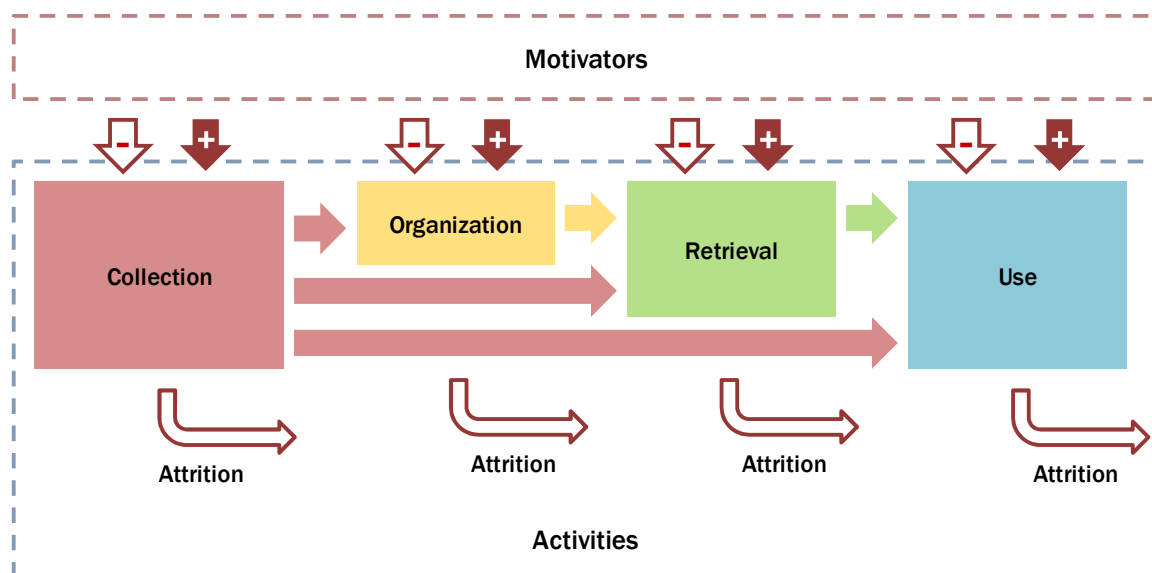 Motivators
- + - + - + - +
Collection
Organization
Retrieval
Use
Attrition
Attrition
Attrition
Attrition
Activities